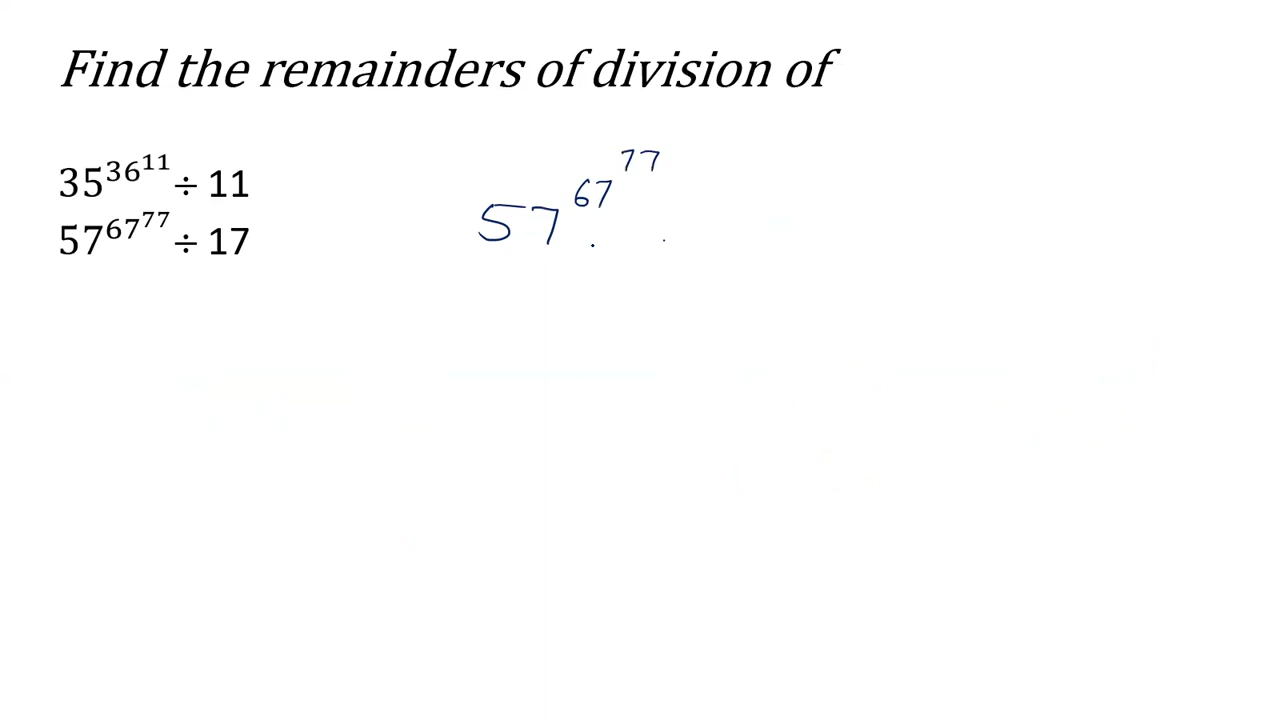 Find the remainders of division of
35^{36^{11}} ÷ 11
57^{67^{77}} ÷ 17
57^{67^{77}}